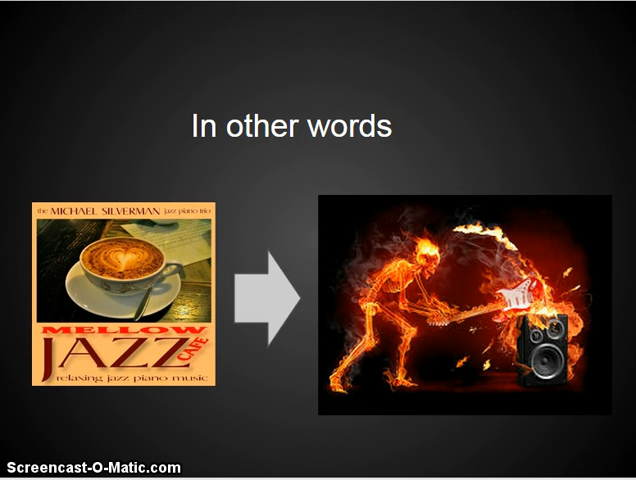 In other words
the MICHAEL SILVERMAN jazz piano trio
MELLOW
JAZZ
CAFE
relaxing jazz piano music
Screencast-O-Matic.com